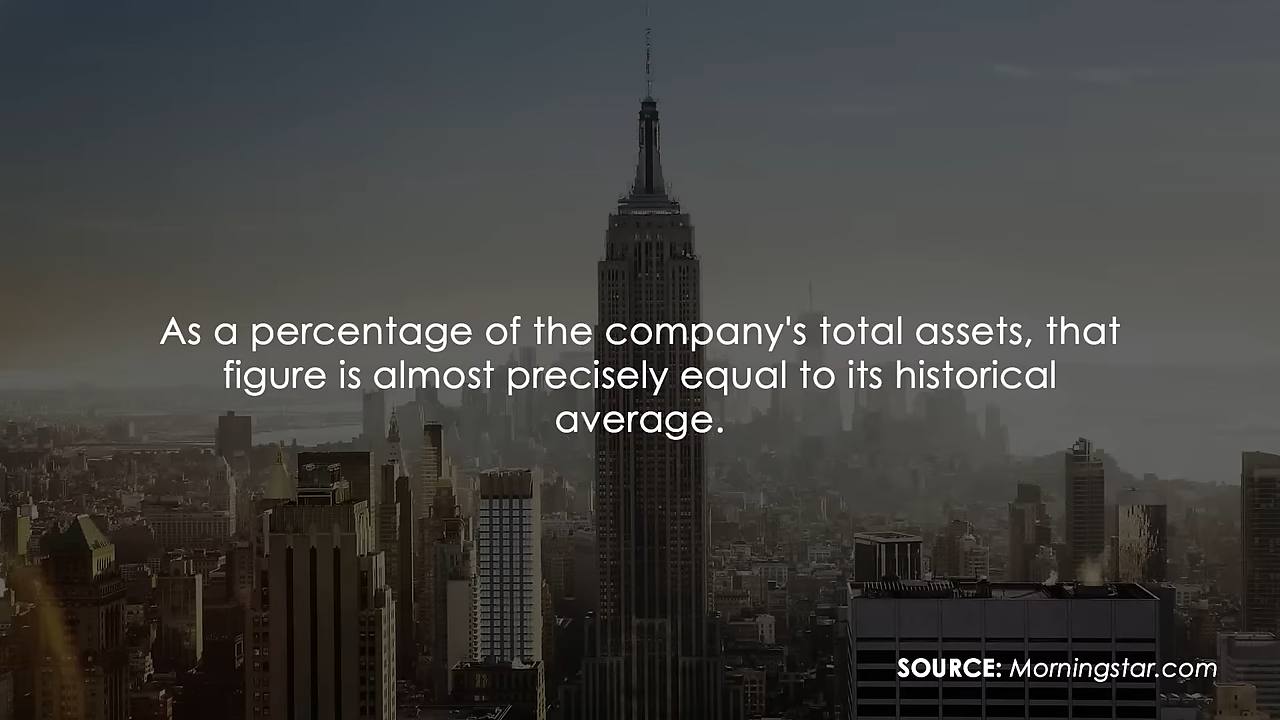 As a percentage of the company's total assets, that
figure is almost precisely equal to its historical
average.
SOURCE: Morningstar.com